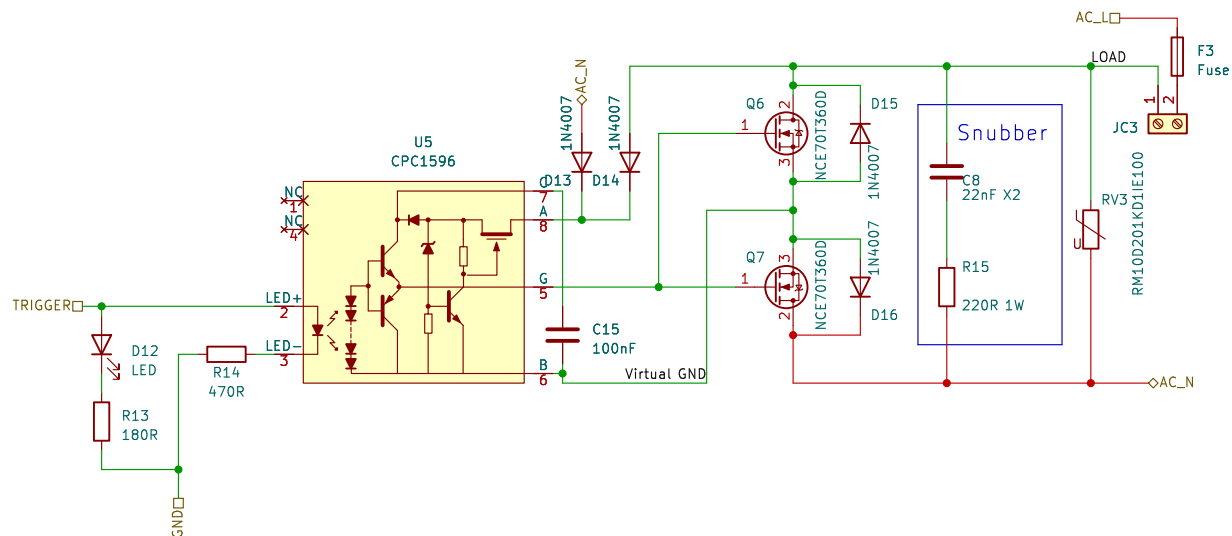 AC_L
F3
Fuse
LOAD
1
2
JC3
AC_N
1N4007
1N4007
D13
D14
U5
CPC1596
NC
1
NC
4
LED+
2
LED-
3
C
7
A
8
G
5
B
6
TRIGGER
D12
LED
R13
180R
R14
470R
GND
C15
100nF
Virtual GND
Q6
NCE70T360D
2
1
3
D15
1N4007
Q7
NCE70T360D
3
1
2
1N4007
D16
Snubber
C8
22nF X2
R15
220R 1W
RV3
RM10D201KD1IE100
U
AC_N